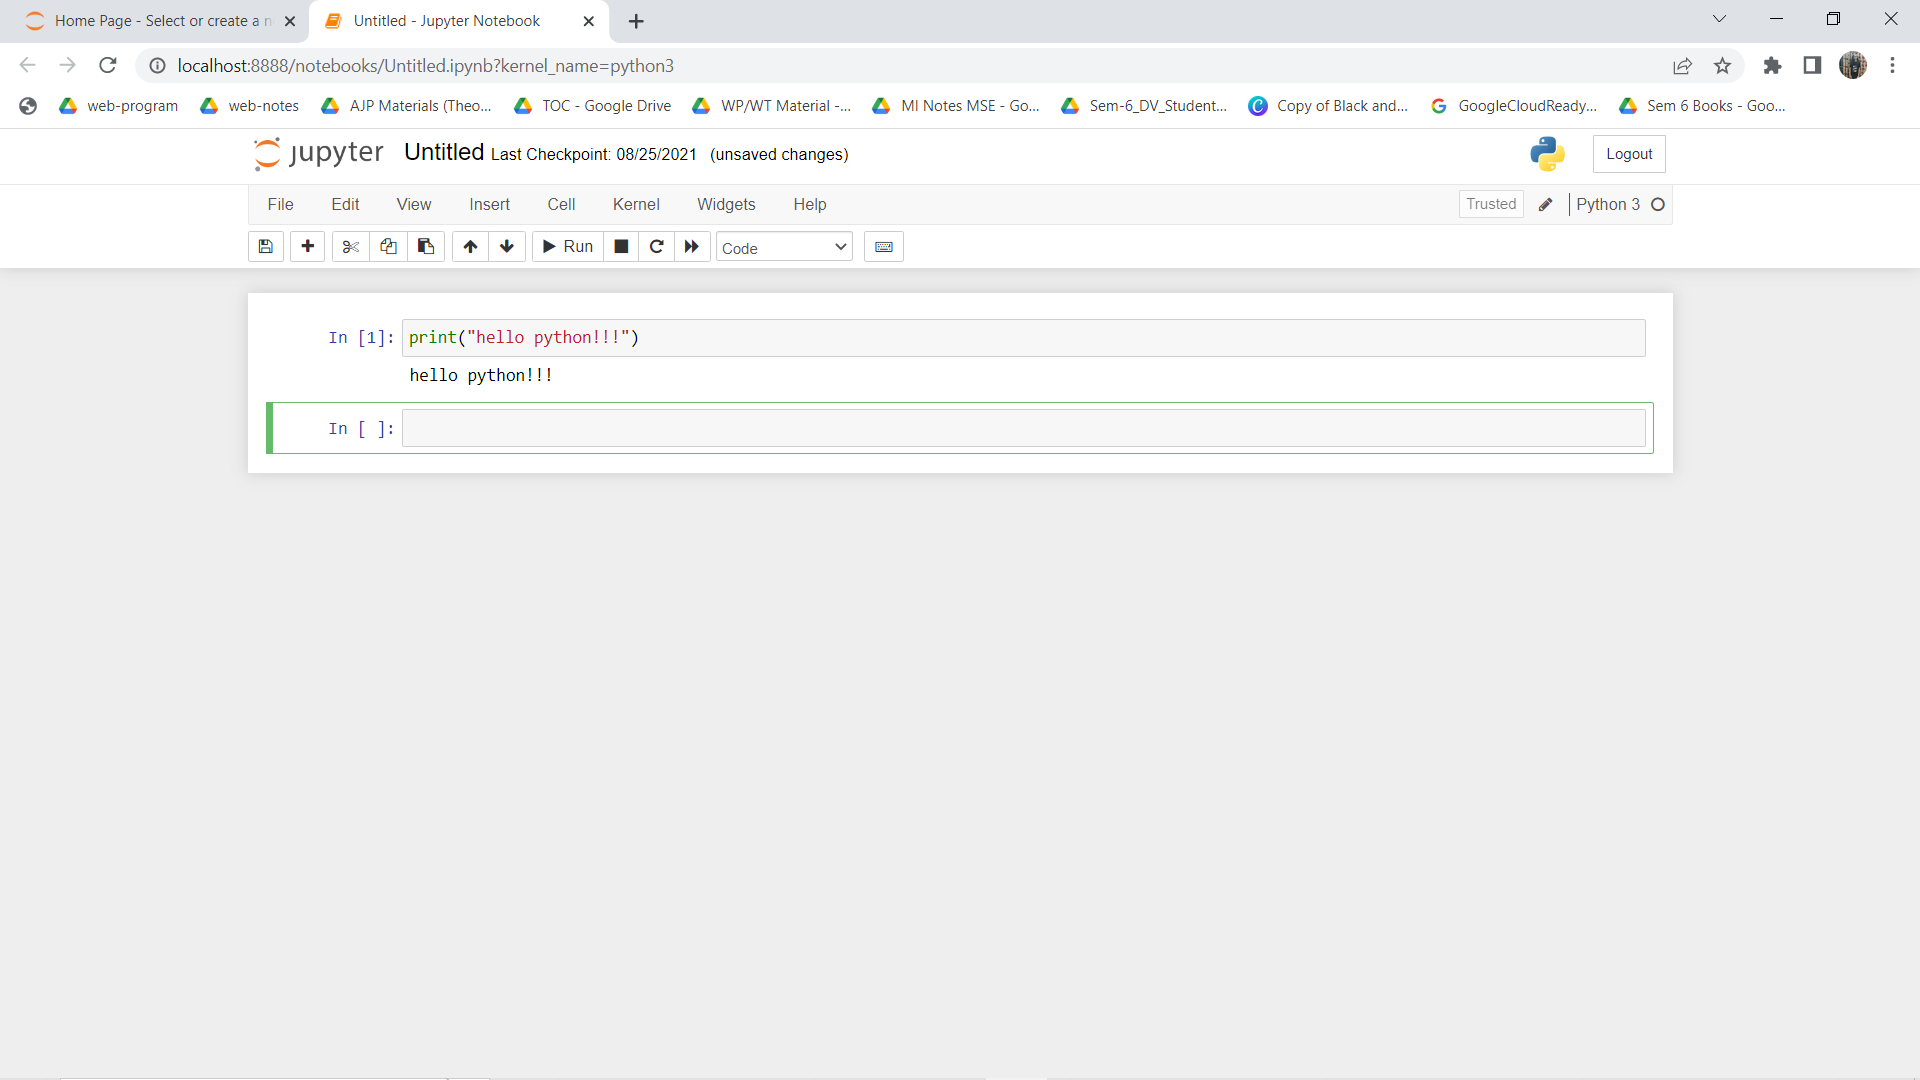 Home Page - Select or create a n
Untitled - Jupyter Notebook
localhost:8888/notebooks/Untitled.ipynb?kernel_name=python3
web-program web-notes AJP Materials (Theo... TOC - Google Drive WP/WT Material -... MI Notes MSE - Go... Sem-6_DV_Student... Copy of Black and... GoogleCloudReady... Sem 6 Books - Goo...
jupyter Untitled Last Checkpoint: 08/25/2021 (unsaved changes) Logout
File Edit View Insert Cell Kernel Widgets Help Trusted Python 3
Run Code
In [1]: print("hello python!!!")
hello python!!!
In [ ]: